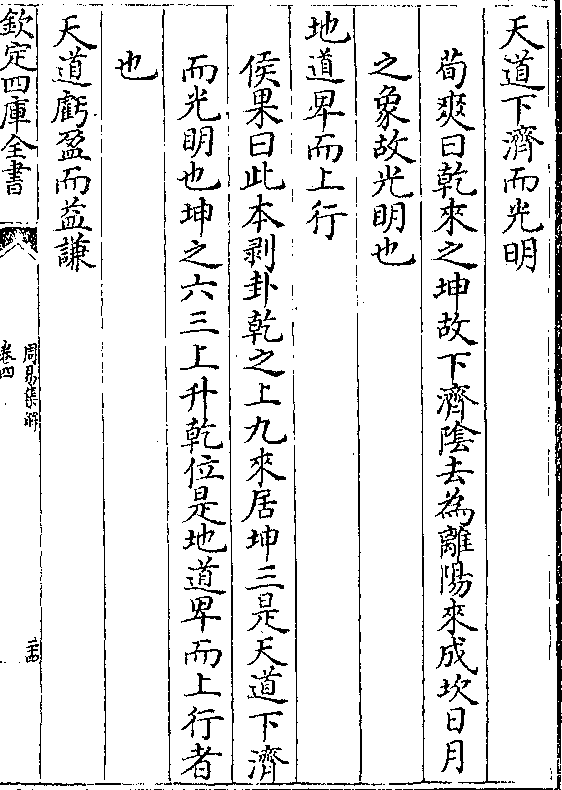 天道下濟而光明
荀爽曰乾來之坤故下濟陰去為離陽來成坎日月
之象故光明也
地道卑而上行
侯果曰此本剥卦乾之上九來居坤三是天道下濟
而光明也坤之六三上升乾位是地道卑而上行者
也
天道虧盈而益謙
欽定四庫全書
周易集解
卷四
二十四